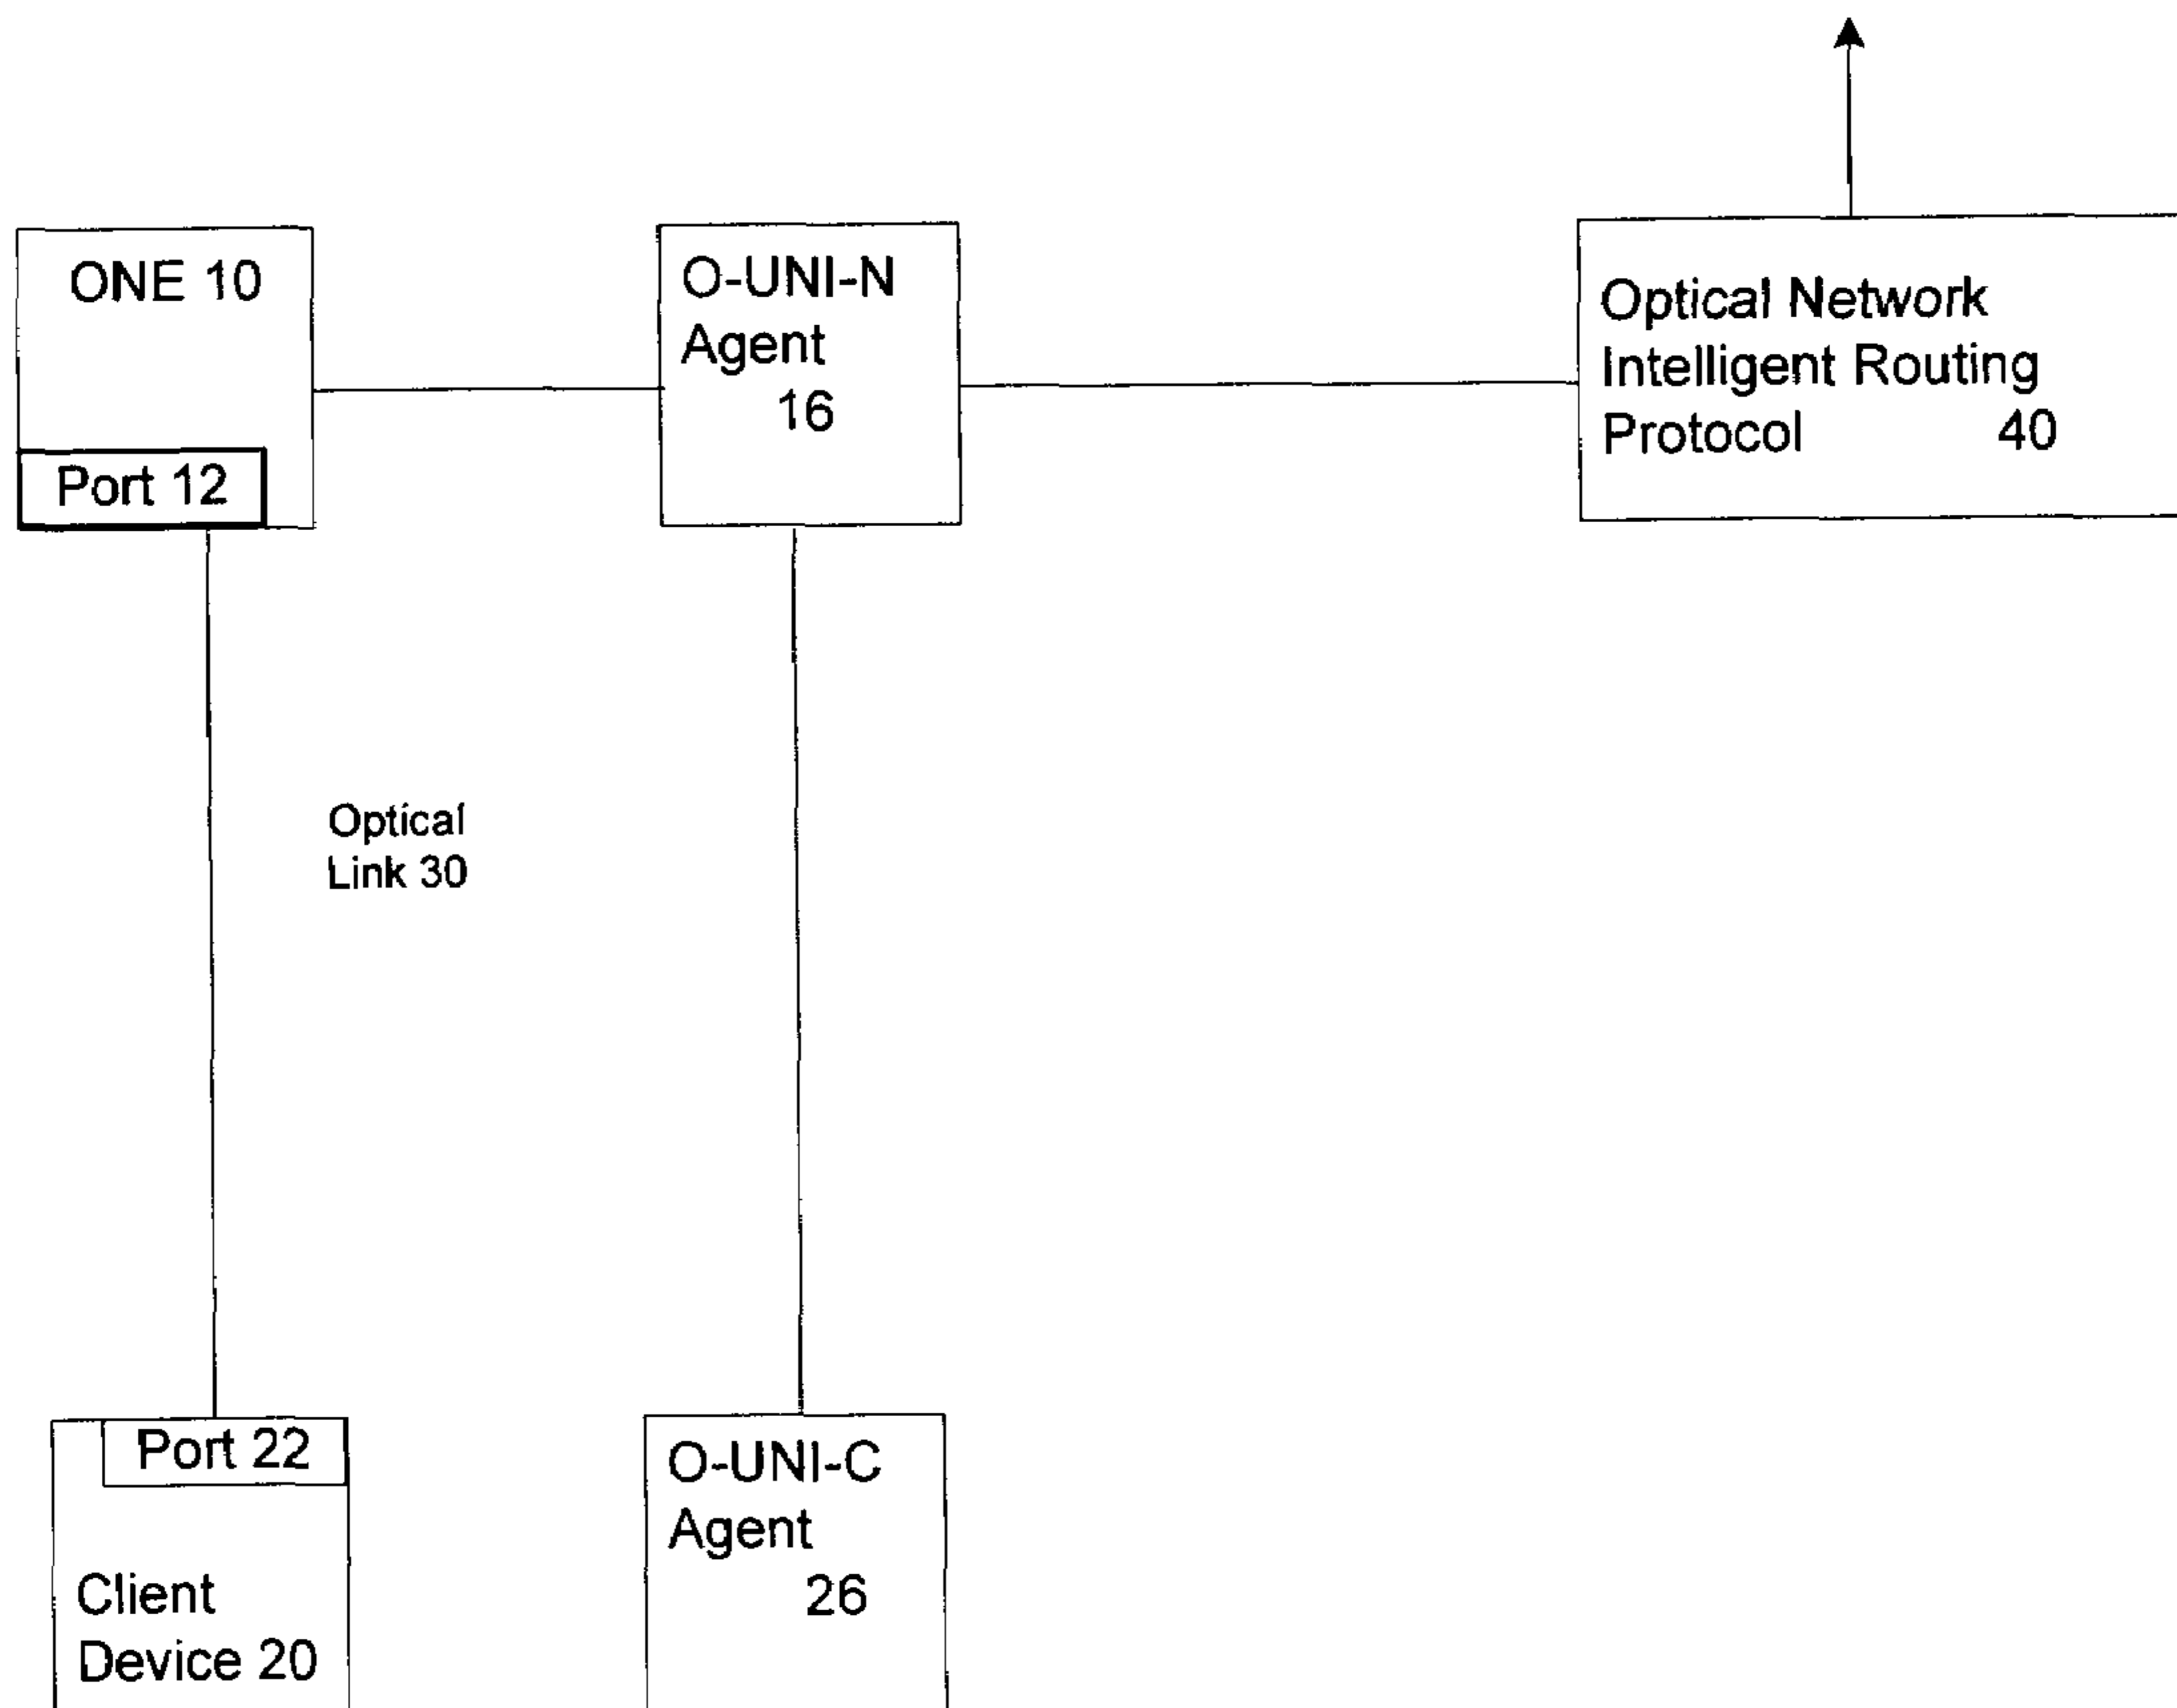 ONE 10
Port 12
O-UNI-N
Agent
16
Optical Network
Intelligent Routing
Protocol 40
Optical
Link 30
Port 22
Client
Device 20
O-UNI-C
Agent
26